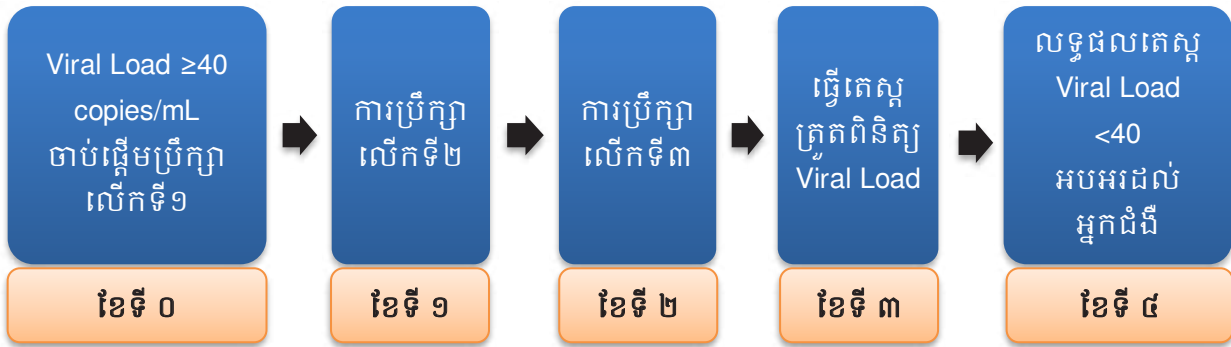 Viral Load ≥40
copies/mL
ចាប់ផ្តើមប្រឹក្សា
លើកទី១
ការប្រឹក្សា
លើកទី២
ការប្រឹក្សា
លើកទី៣
ធ្វើតេស្ត
ត្រួតពិនិត្យ
Viral Load
លទ្ធផលតេស្ត
Viral Load
<40
អបអរដល់
អ្នកជំងឺ
ខែទី ០
ខែទី ១
ខែទី ២
ខែទី ៣
ខែទី ៤